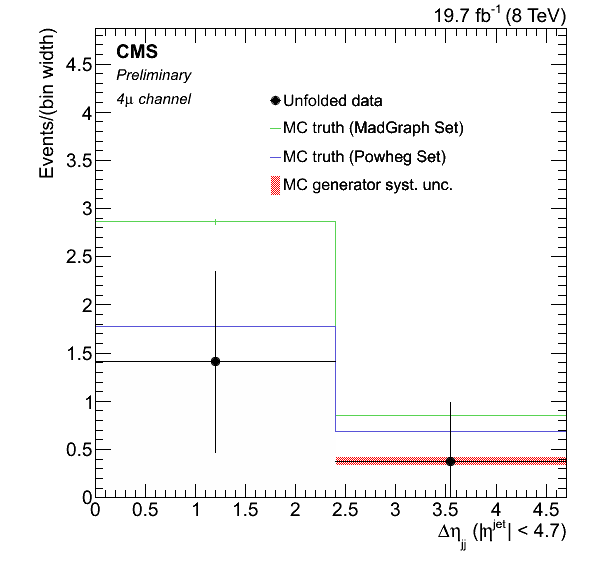 19.7 fb⁻¹ (8 TeV)
CMS
Preliminary
4μ channel
Unfolded data
MC truth (MadGraph Set)
MC truth (Powheg Set)
MC generator syst. unc.
Events/(bin width)
4.5
4
3.5
3
2.5
2
1.5
1
0.5
0
0 0.5 1 1.5 2 2.5 3 3.5 4 4.5
Δη_jj (|η^jet| < 4.7)